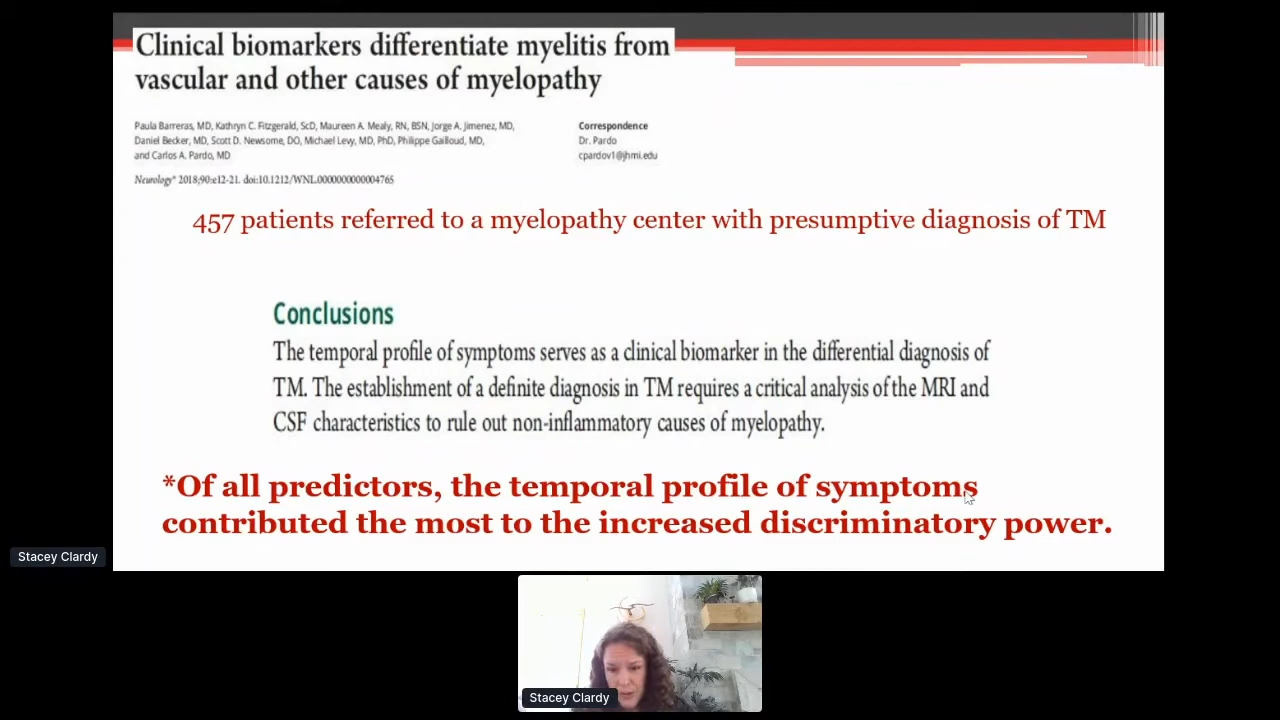 Clinical biomarkers differentiate myelitis from
vascular and other causes of myelopathy
Paula Barreras, MD, Kathryn C. Fitzgerald, ScD, Maureen A. Mealy, RN, BSN, Jorge A. Jimenez, MD,
Daniel Becker, MD, Scott D. Newsome, DO, Michael Levy, MD, PhD, Philippe Gailloud, MD,
and Carlos A. Pardo, MD
Correspondence
Dr. Pardo
cpardov1@jhmi.edu
Neurology® 2018;90:e12-21. doi:10.1212/WNL.0000000000004765
457 patients referred to a myelopathy center with presumptive diagnosis of TM
Conclusions
The temporal profile of symptoms serves as a clinical biomarker in the differential diagnosis of
TM. The establishment of a definite diagnosis in TM requires a critical analysis of the MRI and
CSF characteristics to rule out non-inflammatory causes of myelopathy.
*Of all predictors, the temporal profile of symptoms
contributed the most to the increased discriminatory power.
Stacey Clardy
Stacey Clardy